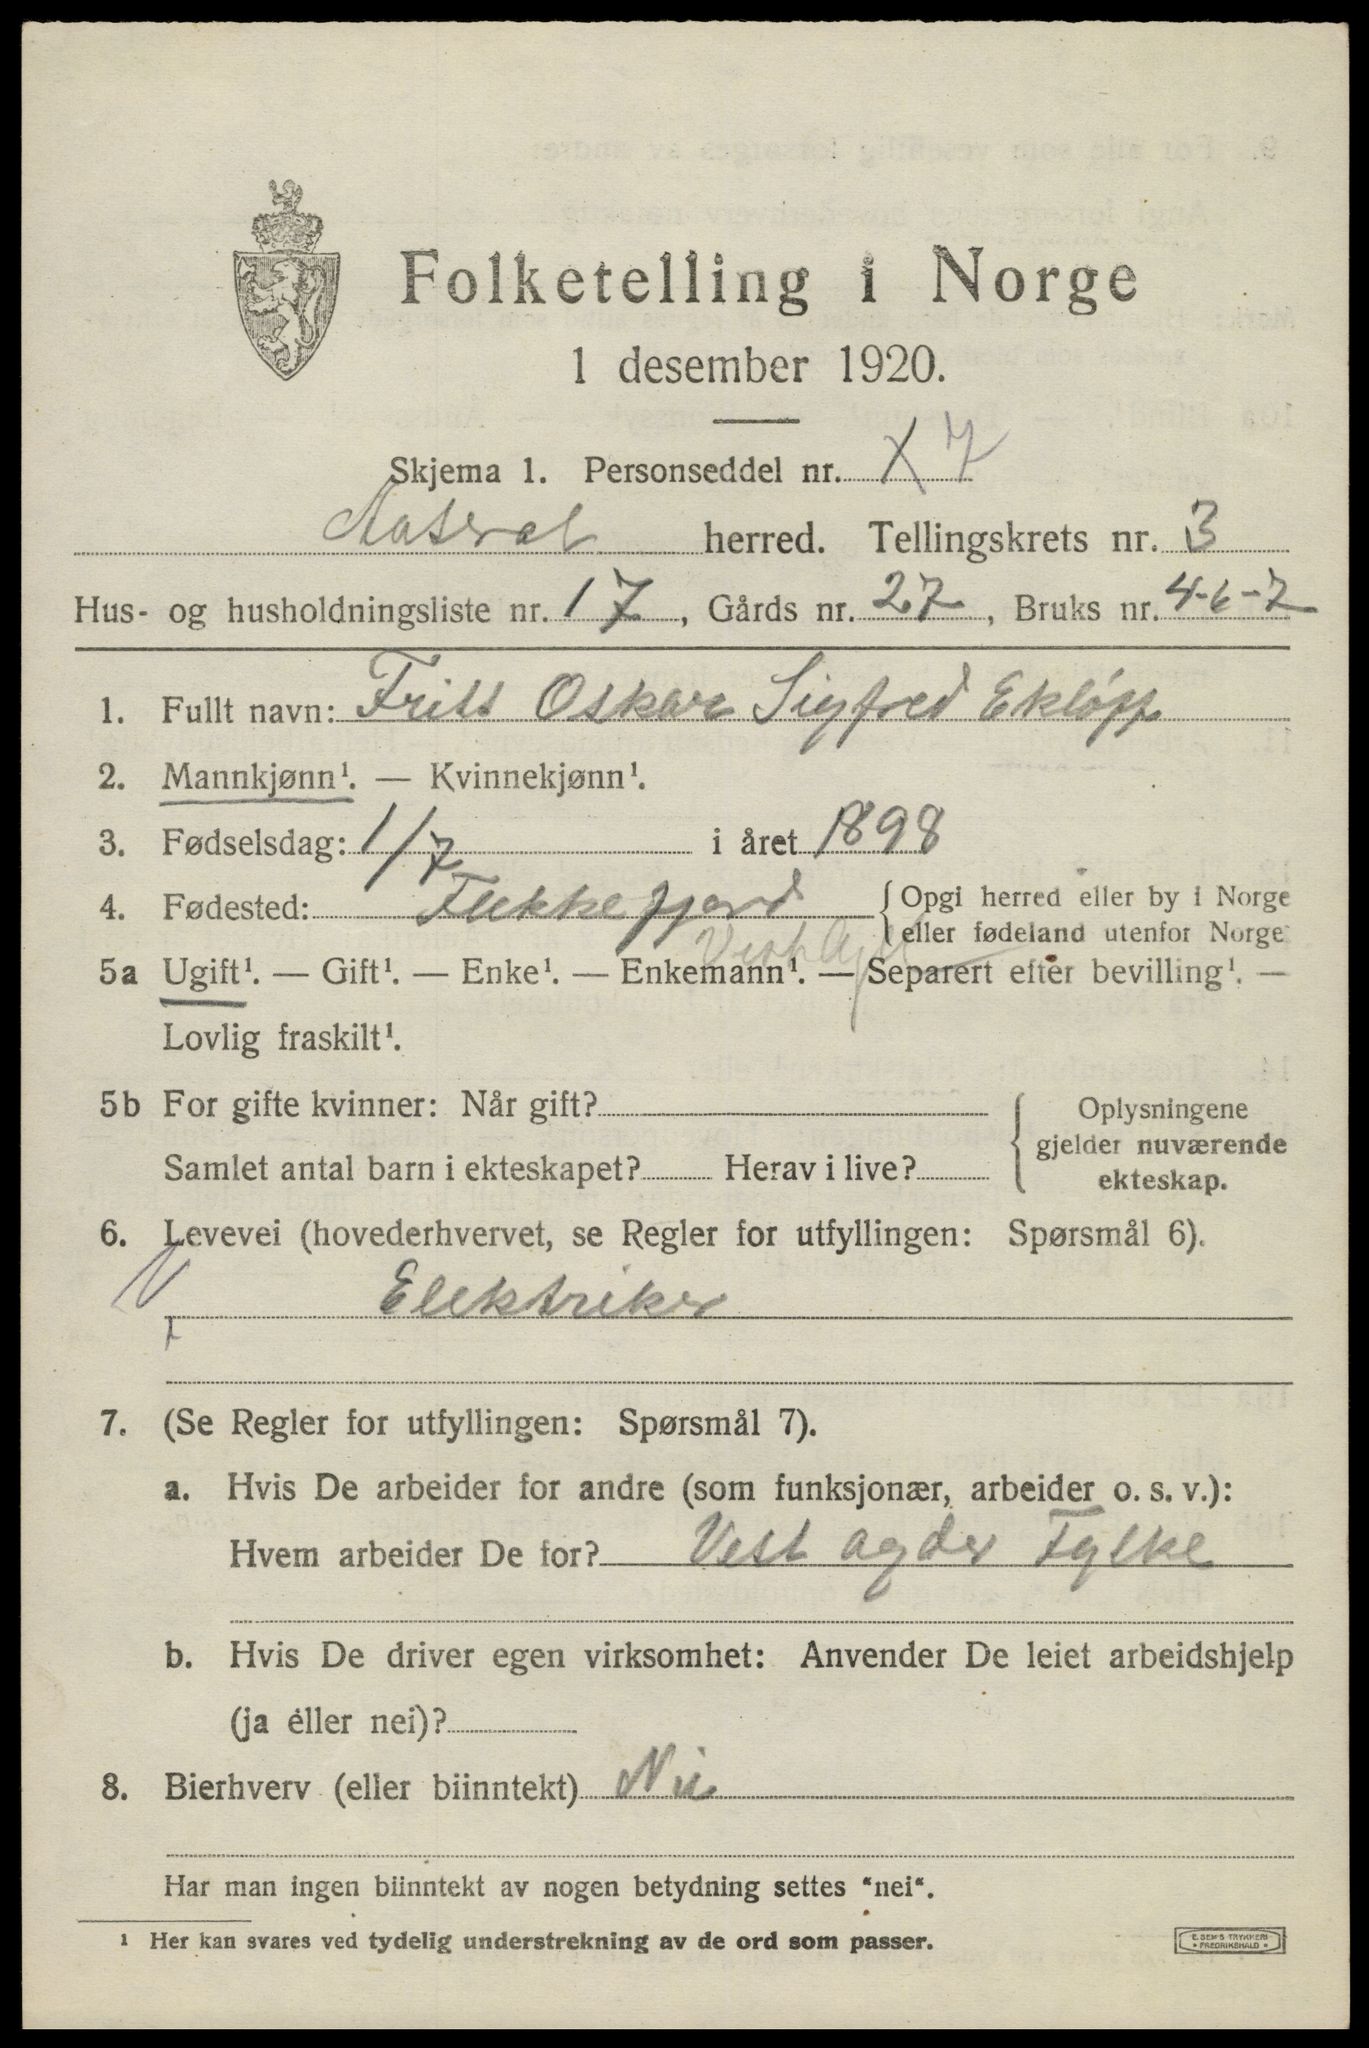 Folketelling i Norge
1 desember 1920.
Skjema 1. Personseddel nr. X 7
Aaseral herred. Tellingskrets nr. 3
Hus- og husholdningsliste nr. 17, Gårds nr. 27, Bruks nr. 4-6-7
1. Fullt navn: Frits Oskar Sigfred Ekløff
2. Mannkjønn¹. — Kvinnekjønn¹.
3. Fødselsdag: 1/7 i året 1898
4. Fødested: Flekkefjord { Opgi herred eller by i Norge
eller fødeland utenfor Norge
5a Ugift¹. — Gift¹. — Enke¹. — Enkemann¹. — Separert efter bevilling¹. —
Lovlig fraskilt¹.
5b For gifte kvinner: Når gift? { Oplysningene
gjelder nuværende
Samlet antal barn i ekteskapet? Herav i live? ekteskap.
6. Levevei (hovederhvervet, se Regler for utfyllingen: Spørsmål 6).
Elektriker
7. (Se Regler for utfyllingen: Spørsmål 7).
a. Hvis De arbeider for andre (som funksjonær, arbeider o. s. v.):
Hvem arbeider De for? Vest agder Fylke
b. Hvis De driver egen virksomhet: Anvender De leiet arbeidshjelp
(ja eller nei)?
8. Bierhverv (eller biinntekt) Nei
Har man ingen biinntekt av nogen betydning settes "nei".
¹ Her kan svares ved tydelig understrekning av de ord som passer.
E. SEM'S TRYKKERI
• FREDRIKSHALD •